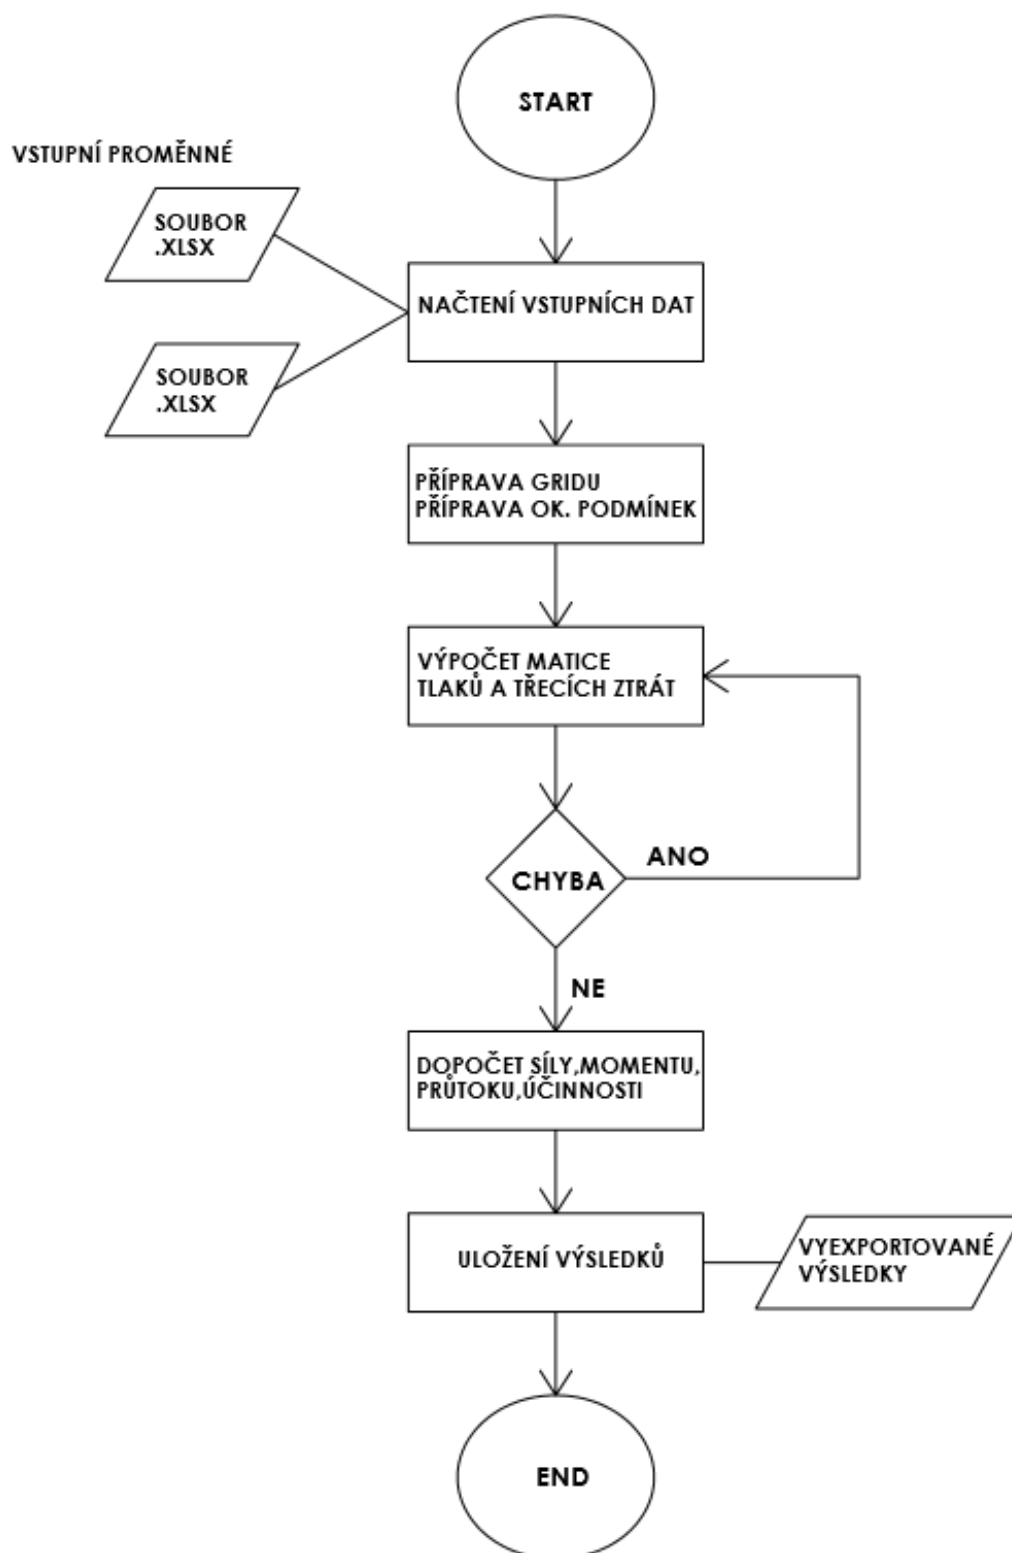 START
VSTUPNÍ PROMĚNNÉ
SOUBOR
.XLSX
NAČTENÍ VSTUPNÍCH DAT
SOUBOR
.XLSX
PŘÍPRAVA GRIDU
PŘÍPRAVA OK. PODMÍNEK
VÝPOČET MATICE
TLAKŮ A TŘECÍCH ZTRÁT
ANO
CHYBA
NE
DOPOČET SÍLY,MOMENTU,
PRŮTOKU,ÚČINNOSTI
ULOŽENÍ VÝSLEDKŮ
VYEXPORTOVANÉ
VÝSLEDKY
END